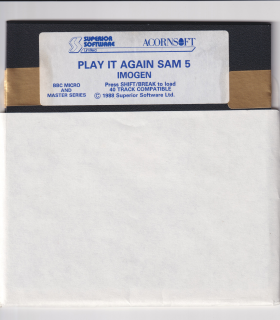 SUPERIOR SOFTWARE Limited
ACORNSOFT
PLAY IT AGAIN SAM 5
IMOGEN
BBC MICRO AND MASTER SERIES
Press SHIFT/BREAK to load
40 TRACK COMPATIBLE
© 1988 Superior Software Ltd.